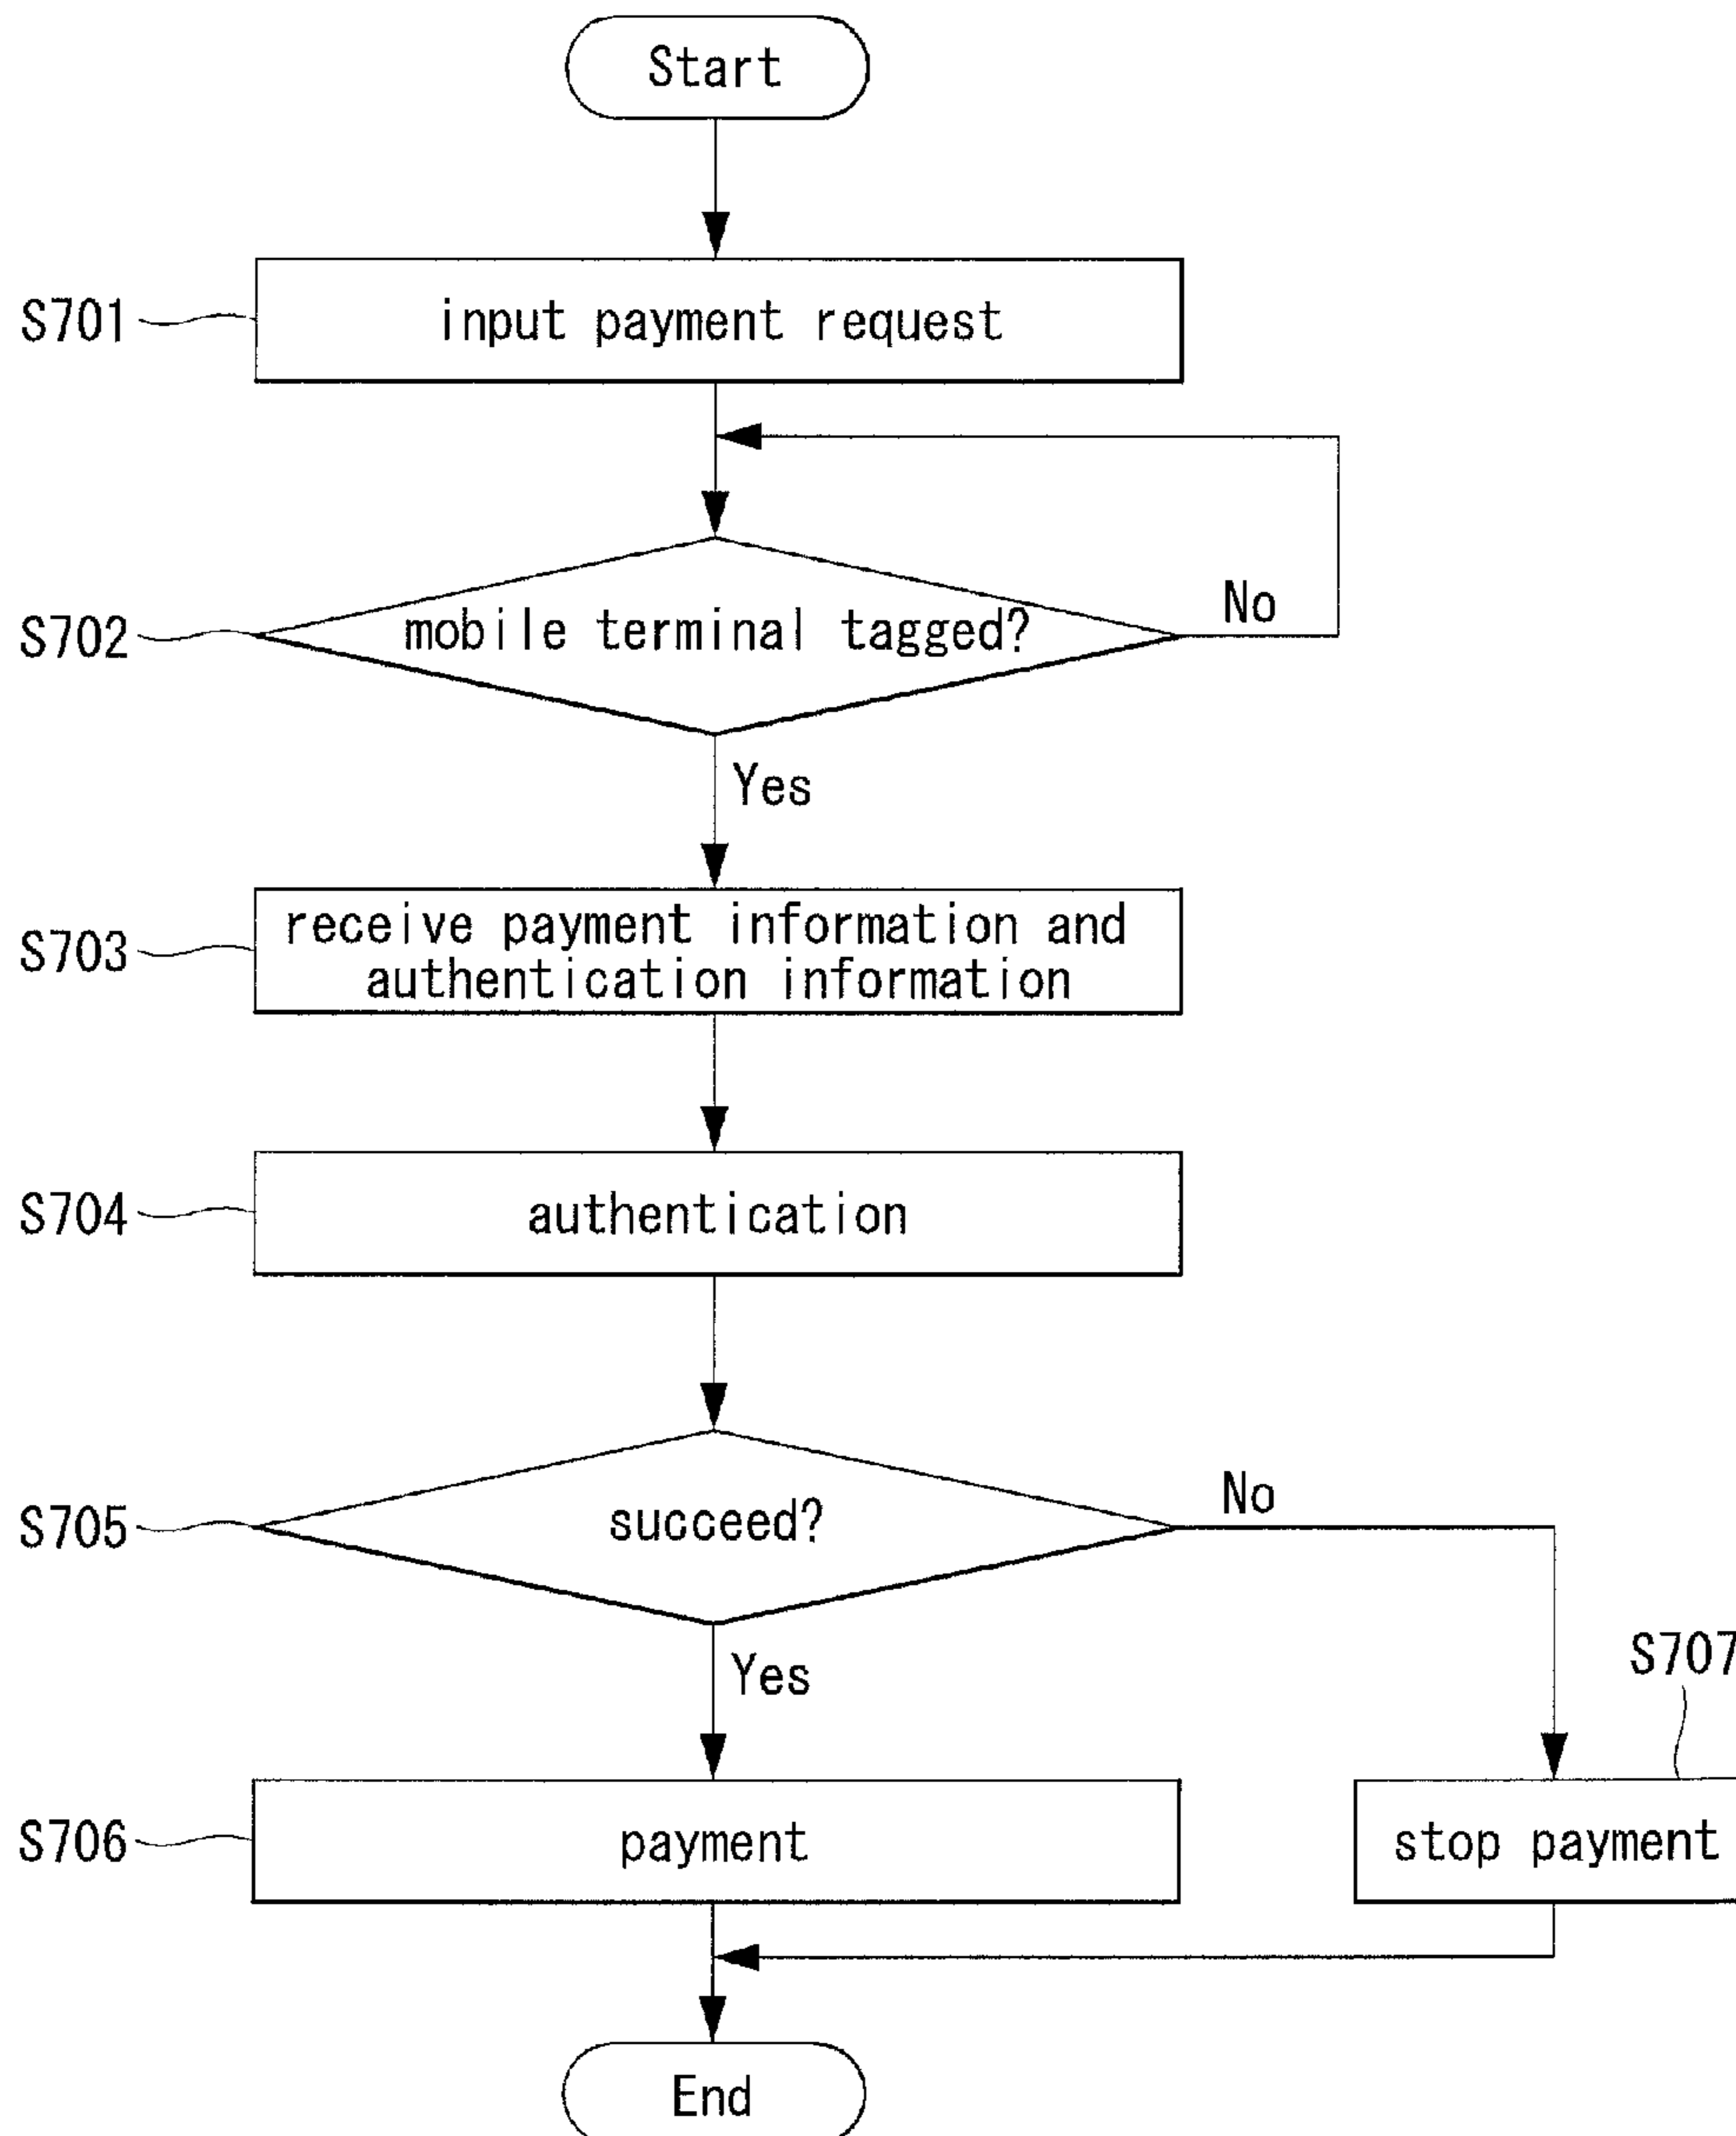 Start
S701
input payment request
S702
mobile terminal tagged?
No
Yes
S703
receive payment information and
authentication information
S704
authentication
S705
succeed?
No
Yes
S707
S706
payment
stop payment
End